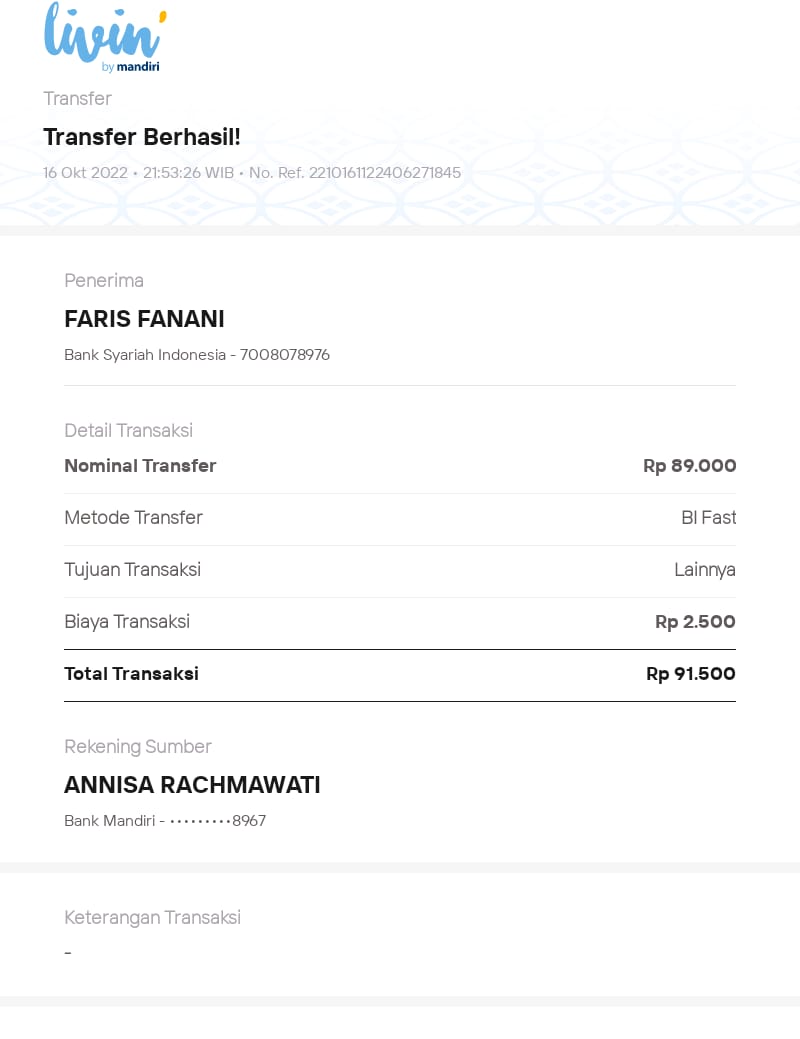 livin'
by mandiri
Transfer
Transfer Berhasil!
16 Okt 2022 • 21:53:26 WIB • No. Ref. 2210161122406271845
Penerima
FARIS FANANI
Bank Syariah Indonesia - 7008078976
Detail Transaksi
Nominal Transfer Rp 89.000
Metode Transfer BI Fast
Tujuan Transaksi Lainnya
Biaya Transaksi Rp 2.500
Total Transaksi Rp 91.500
Rekening Sumber
ANNISA RACHMAWATI
Bank Mandiri - •••••••••8967
Keterangan Transaksi
-